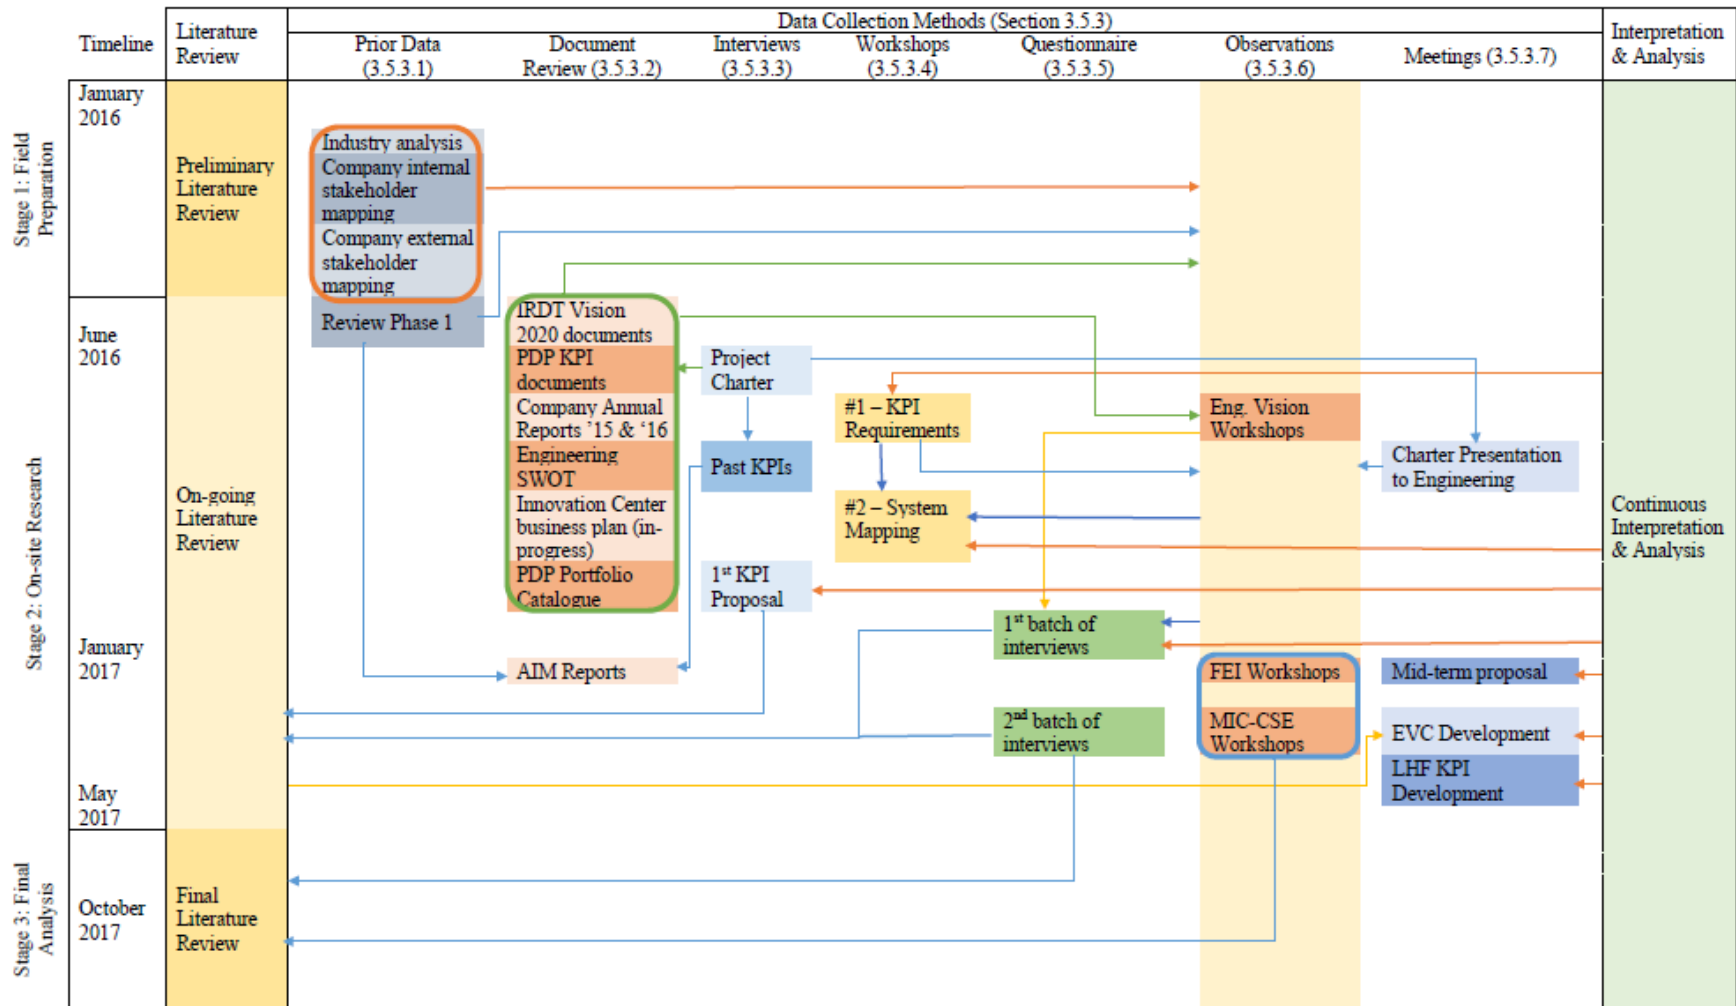 Data Collection Methods (Section 3.5.3)
Timeline
Literature
Review
Prior Data
(3.5.3.1)
Document
Review (3.5.3.2)
Interviews
(3.5.3.3)
Workshops
(3.5.3.4)
Questionnaire
(3.5.3.5)
Observations
(3.5.3.6)
Meetings (3.5.3.7)
Interpretation
& Analysis
Stage 1: Field
Preparation
January
2016
Preliminary
Literature
Review
Industry analysis
Company internal
stakeholder
mapping
Company external
stakeholder
mapping
Stage 2: On-site Research
June
2016
January
2017
May
2017
On-going
Literature
Review
Review Phase 1
IRDT Vision
2020 documents
PDP KPI
documents
Company Annual
Reports '15 & '16
Engineering
SWOT
Innovation Center
business plan (in-
progress)
PDP Portfolio
Catalogue
AIM Reports
Project
Charter
Past KPIs
1st KPI
Proposal
#1 – KPI
Requirements
#2 – System
Mapping
1st batch of
interviews
2nd batch of
interviews
Eng. Vision
Workshops
FEI Workshops
MIC-CSE
Workshops
Charter Presentation
to Engineering
Mid-term proposal
EVC Development
LHF KPI
Development
Continuous
Interpretation
& Analysis
Stage 3: Final
Analysis
October
2017
Final
Literature
Review